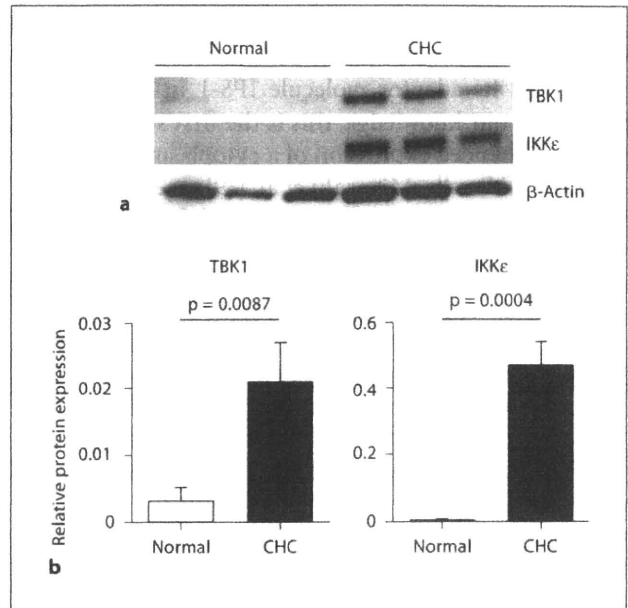 Normal CHC
TBK1
IKKε
β-Actin
a
TBK1
p = 0.0087
Relative protein expression
0.03
0.02
0.01
0
Normal CHC
IKKε
p = 0.0004
0.6
0.4
0.2
0
Normal CHC
b